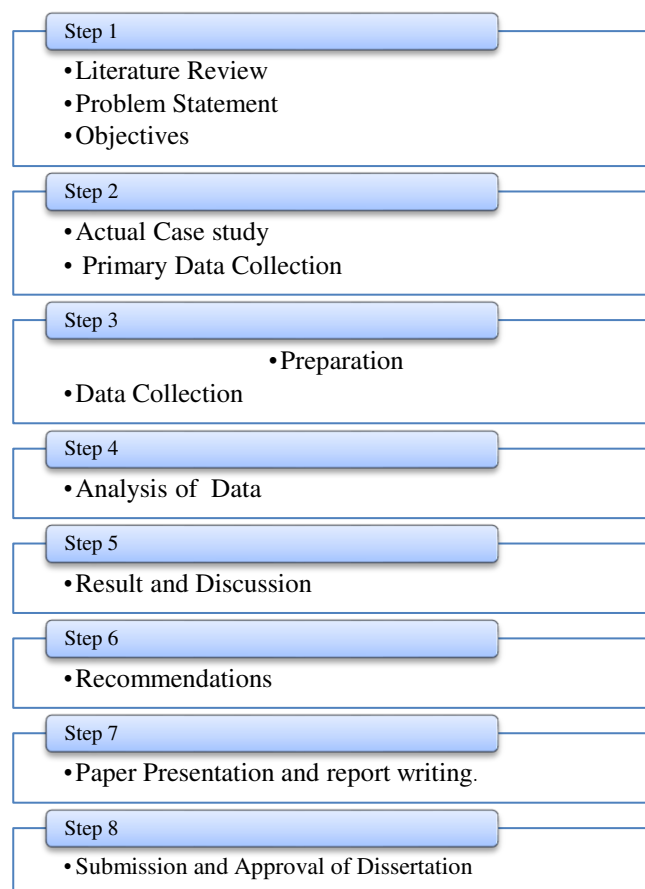 Step 1
•Literature Review
•Problem Statement
•Objectives
Step 2
•Actual Case study
• Primary Data Collection
Step 3
•Preparation
•Data Collection
Step 4
•Analysis of Data
Step 5
•Result and Discussion
Step 6
•Recommendations
Step 7
•Paper Presentation and report writing.
Step 8
•Submission and Approval of Dissertation